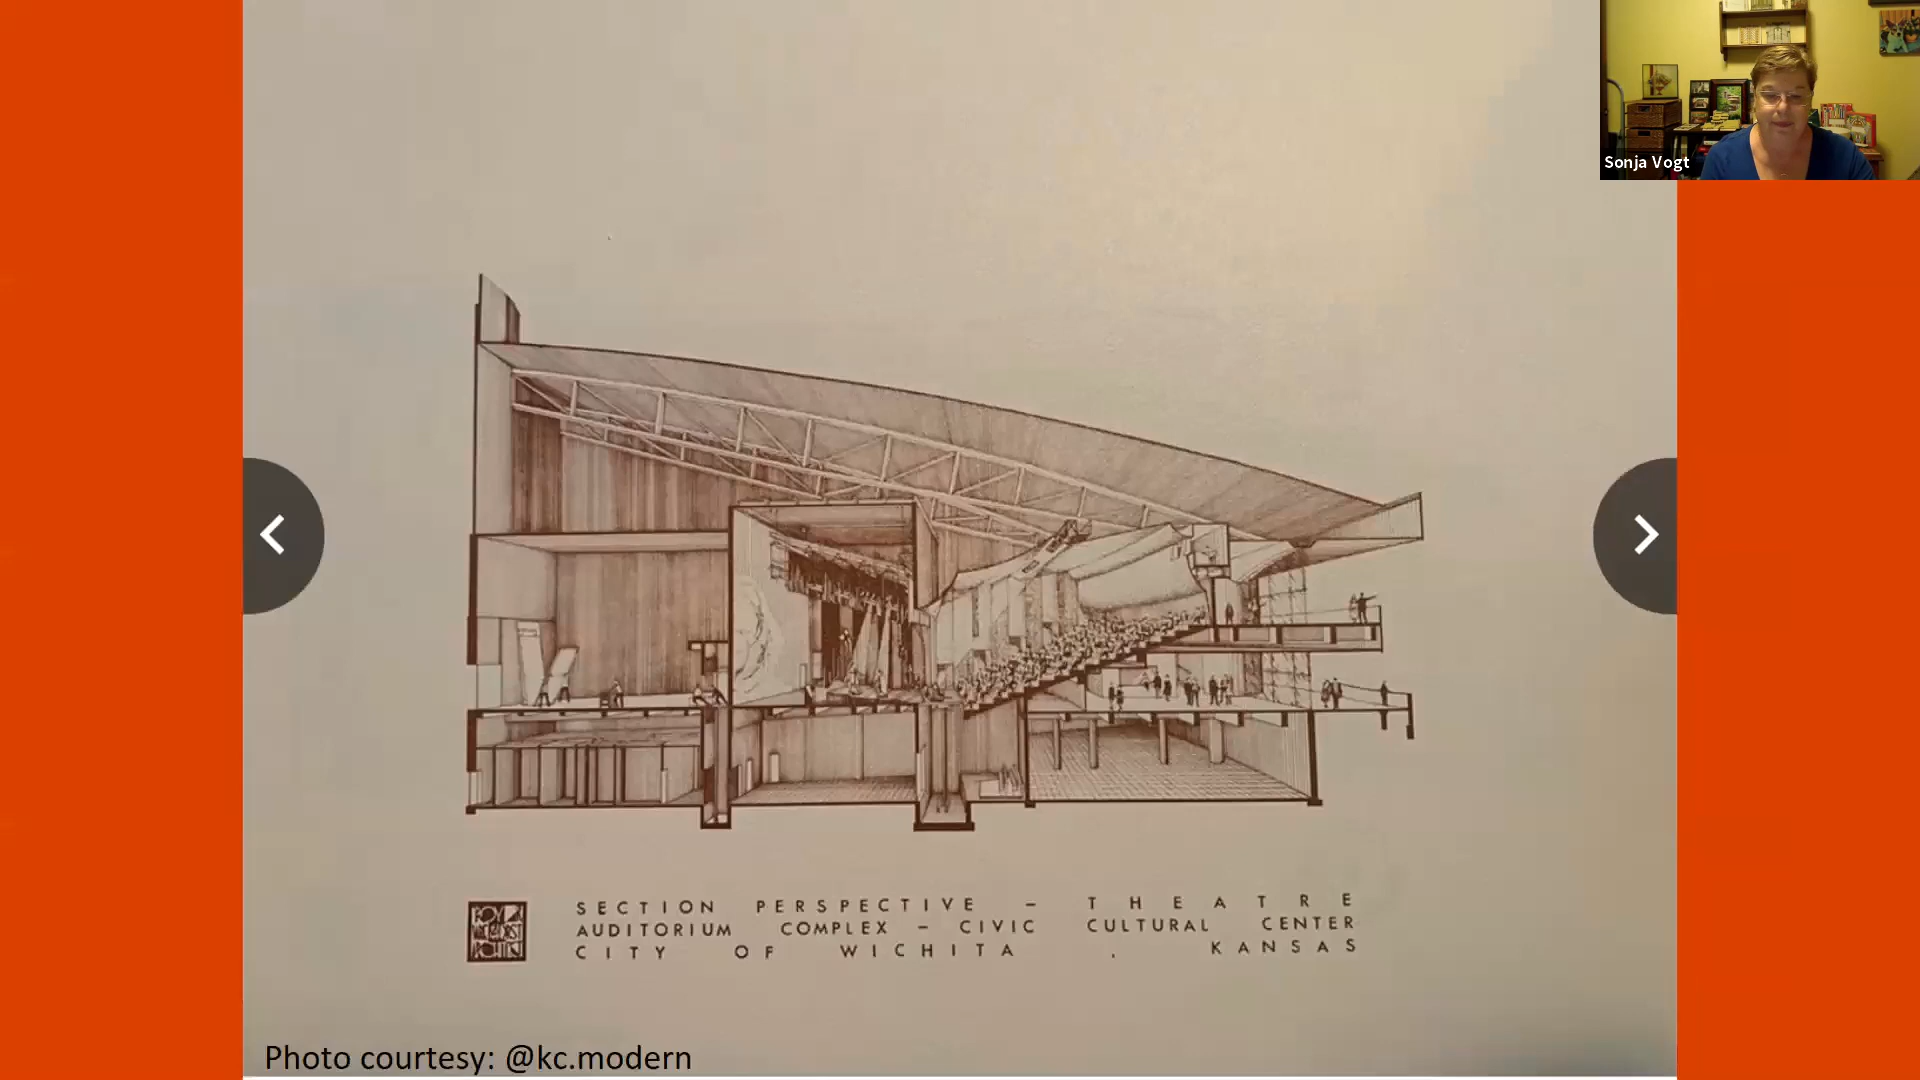 Sonja Vogt
SECTION PERSPECTIVE – THEATRE
AUDITORIUM COMPLEX – CIVIC CULTURAL CENTER
CITY OF WICHITA , KANSAS
Photo courtesy: @kc.modern